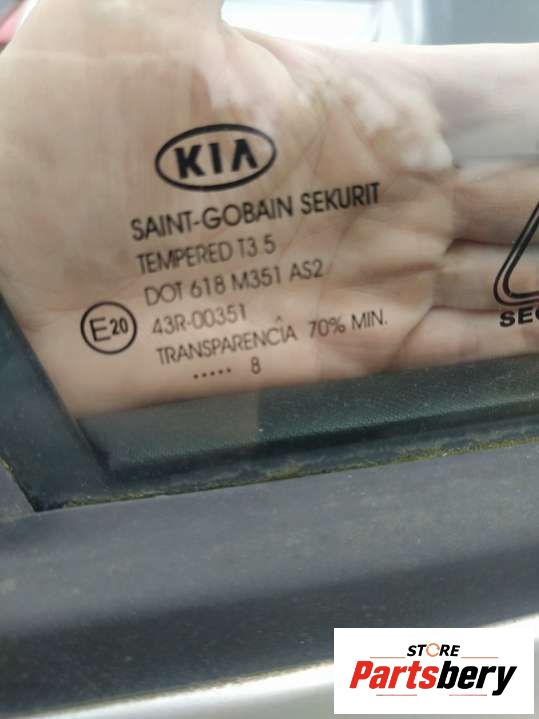 KIA
SAINT-GOBAIN SEKURIT
TEMPERED T3.5
DOT 618 M351 AS2
E20
43R-00351
TRANSPARENCIA 70% MIN.
..... 8
SEC
STORE
Partsbery